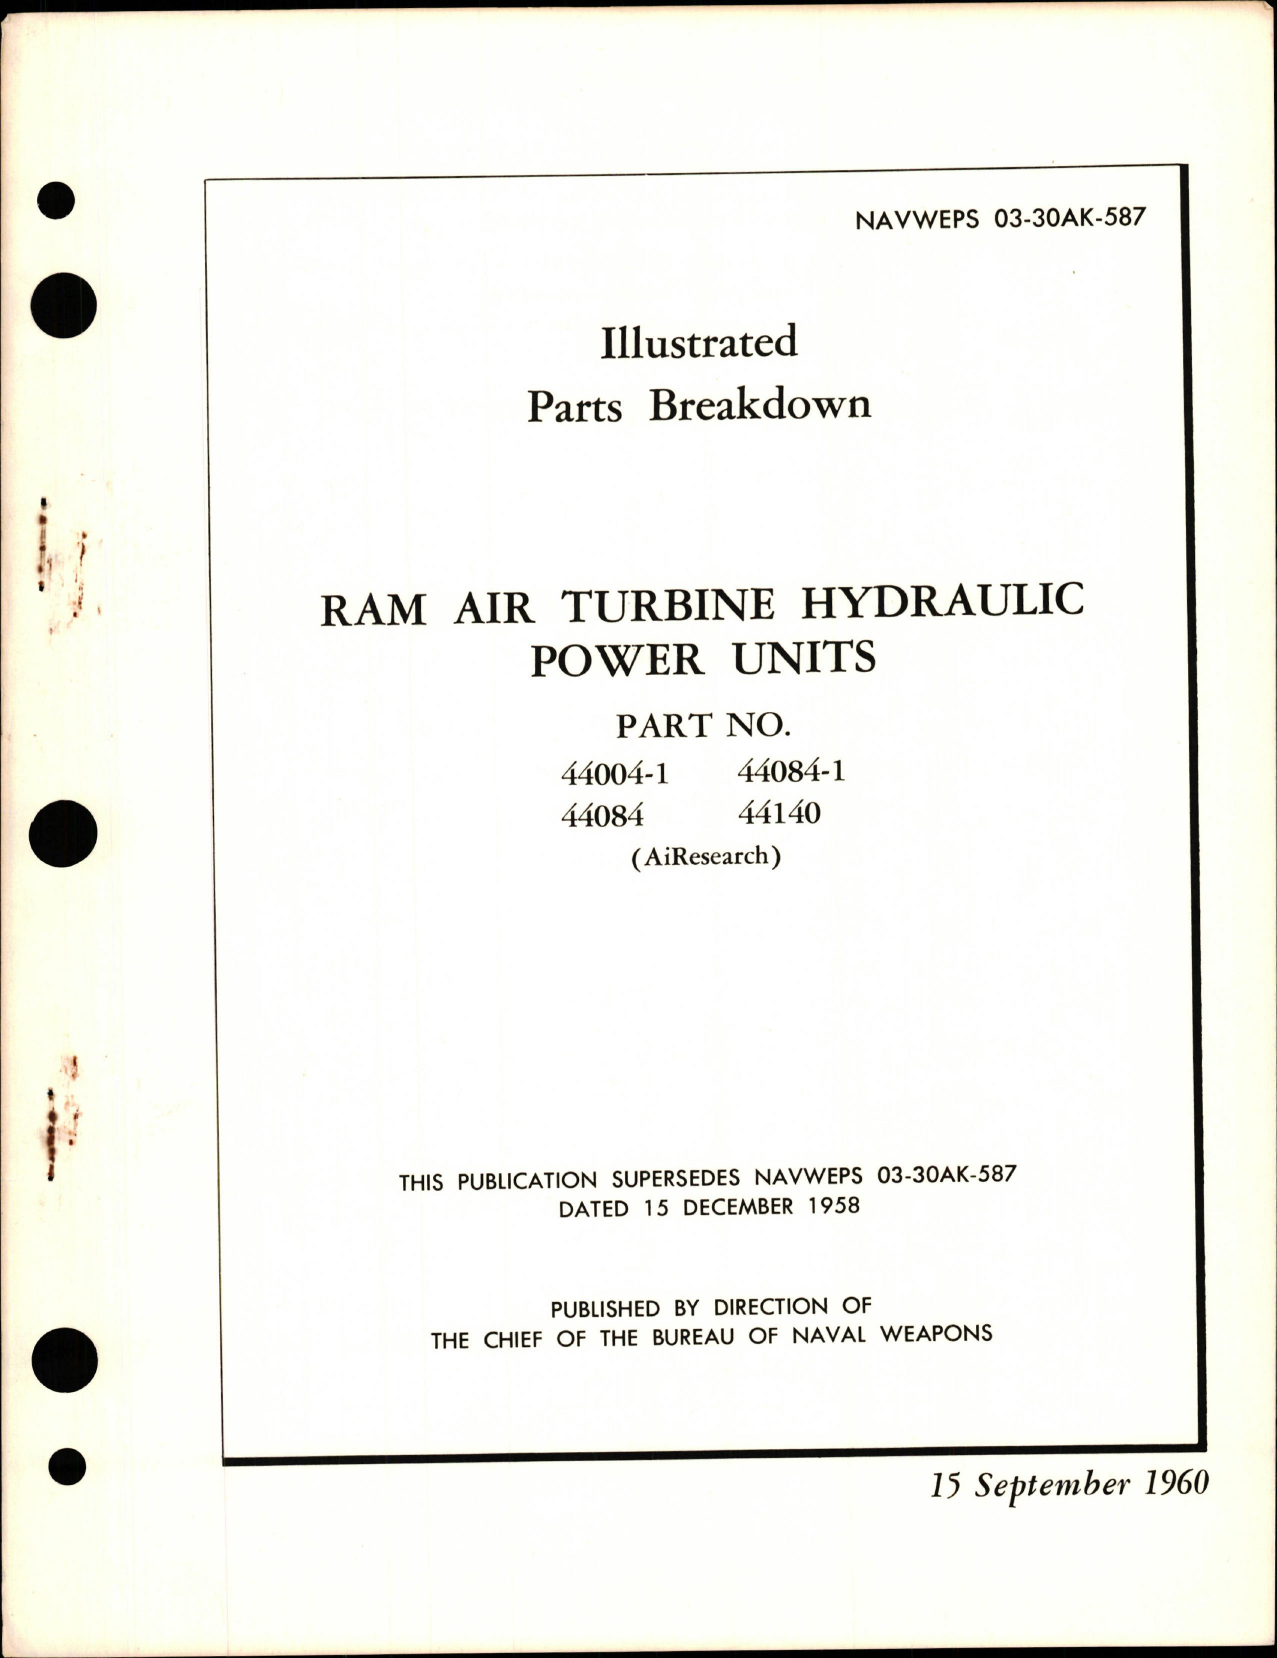 NAVWEPS 03-30AK-587
Illustrated
Parts Breakdown
RAM AIR TURBINE HYDRAULIC
POWER UNITS
PART NO.
44004-1 44084-1
44084 44140
(AiResearch)
THIS PUBLICATION SUPERSEDES NAVWEPS 03-30AK-587
DATED 15 DECEMBER 1958
PUBLISHED BY DIRECTION OF
THE CHIEF OF THE BUREAU OF NAVAL WEAPONS
15 September 1960